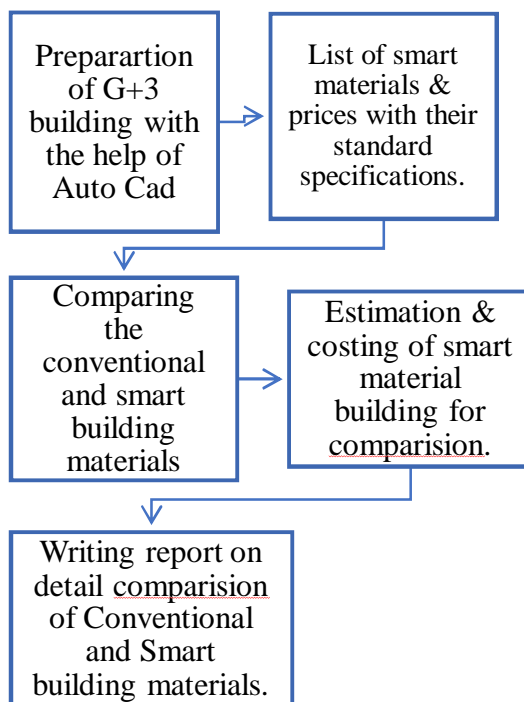 Preparartion
of G+3
building with
the help of
Auto Cad
List of smart
materials &
prices with their
standard
specifications.
Comparing
the
conventional
and smart
building
materials
Estimation &
costing of smart
material
building for
comparision.
Writing report on
detail comparision
of Conventional
and Smart
building materials.